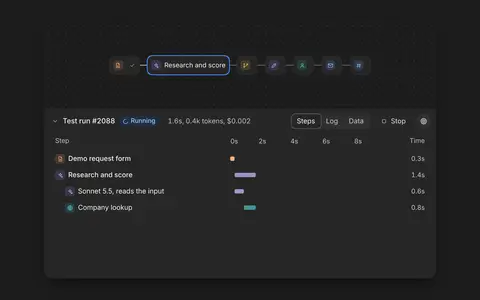 Research and score
Test run #2088 Running 1.6s, 0.4k tokens, $0.002 Steps Log Data Stop
Step 0s 2s 4s 6s 8s Time
Demo request form 0.3s
Research and score 1.4s
Sonnet 5.5, reads the input 0.6s
Company lookup 0.8s